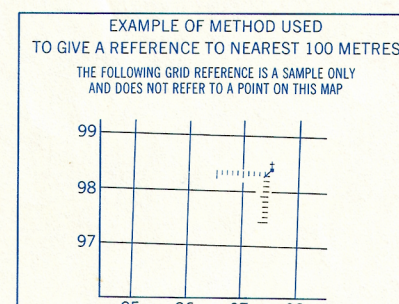 EXAMPLE OF METHOD USED
TO GIVE A REFERENCE TO NEAREST 100 METRES
THE FOLLOWING GRID REFERENCE IS A SAMPLE ONLY
AND DOES NOT REFER TO A POINT ON THIS MAP
99
98
97